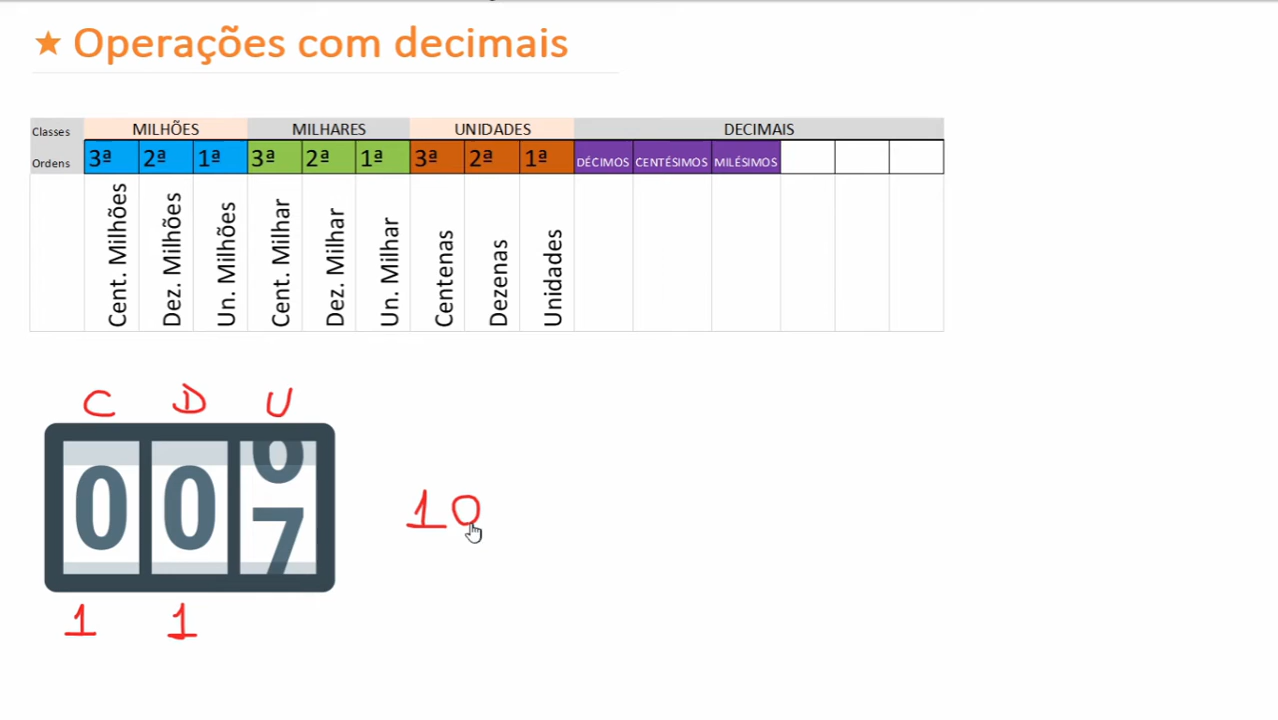 Operações com decimais
Classes MILHÕES MILHARES UNIDADES DECIMAIS
Ordens 3ª 2ª 1ª 3ª 2ª 1ª 3ª 2ª 1ª DÉCIMOS CENTÉSIMOS MILÉSIMOS
Cent. Milhões Dez. Milhões Un. Milhões Cent. Milhar Dez. Milhar Un. Milhar Centenas Dezenas Unidades
C D U
0 0 7
10
1 1